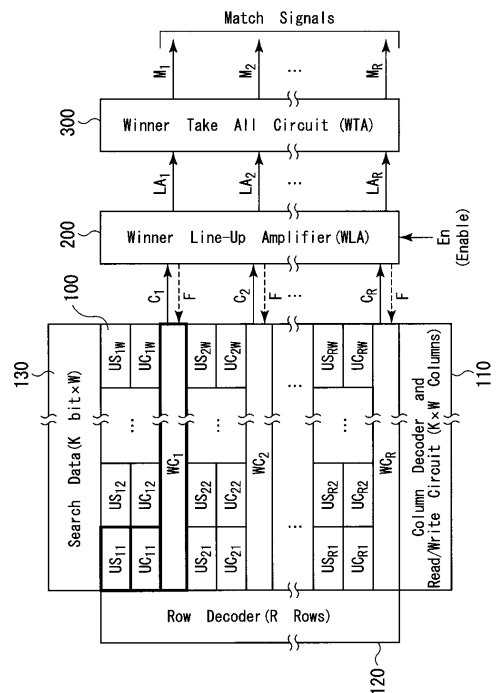 130
Search Data(K bit×W)
100
US11
US12
...
US1W
UC11
UC12
UC1W
WC1
C1
F
US21
US22
...
US2W
UC21
UC22
UC2W
WC2
C2
F
...
...
USR1
USR2
...
USRW
UCR1
UCR2
UCRW
WCR
CR
F
Column Decoder and
Read/Write Circuit(K×W Columns)
110
Row Decoder(R Rows)
120
200
Winner Line-Up Amplifier(WLA)
En
(Enable)
LA1
LA2
...
LAR
300
Winner Take All Circuit(WTA)
M1
M2
...
MR
Match Signals